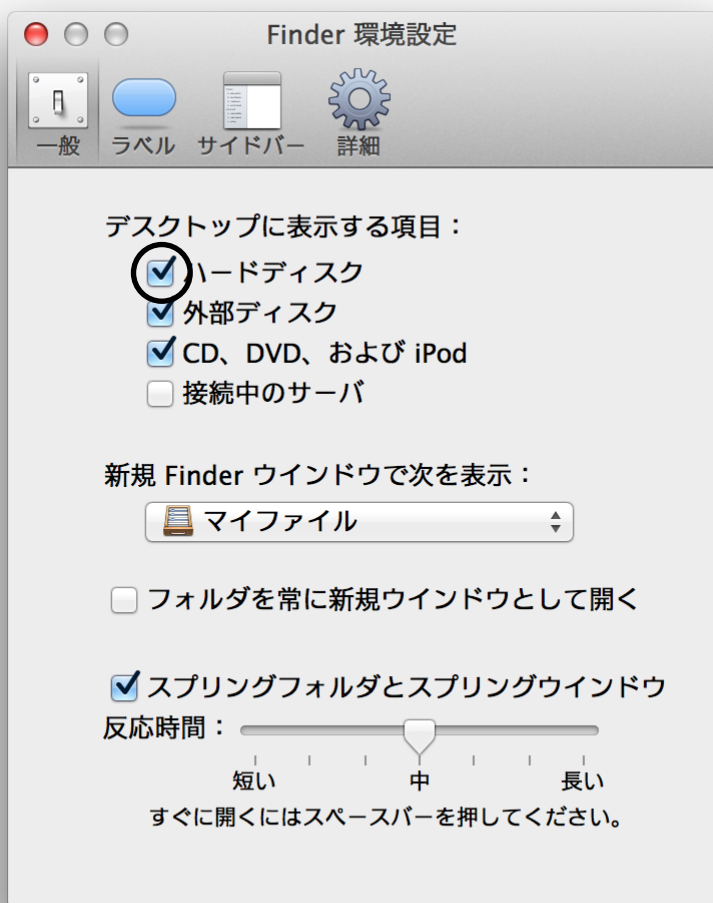 Finder 環境設定
一般 ラベル サイドバー 詳細
デスクトップに表示する項目：
ハードディスク
外部ディスク
CD、DVD、および iPod
接続中のサーバ
新規 Finder ウインドウで次を表示：
マイファイル
フォルダを常に新規ウインドウとして開く
スプリングフォルダとスプリングウインドウ
反応時間：
短い 中 長い
すぐに開くにはスペースバーを押してください。